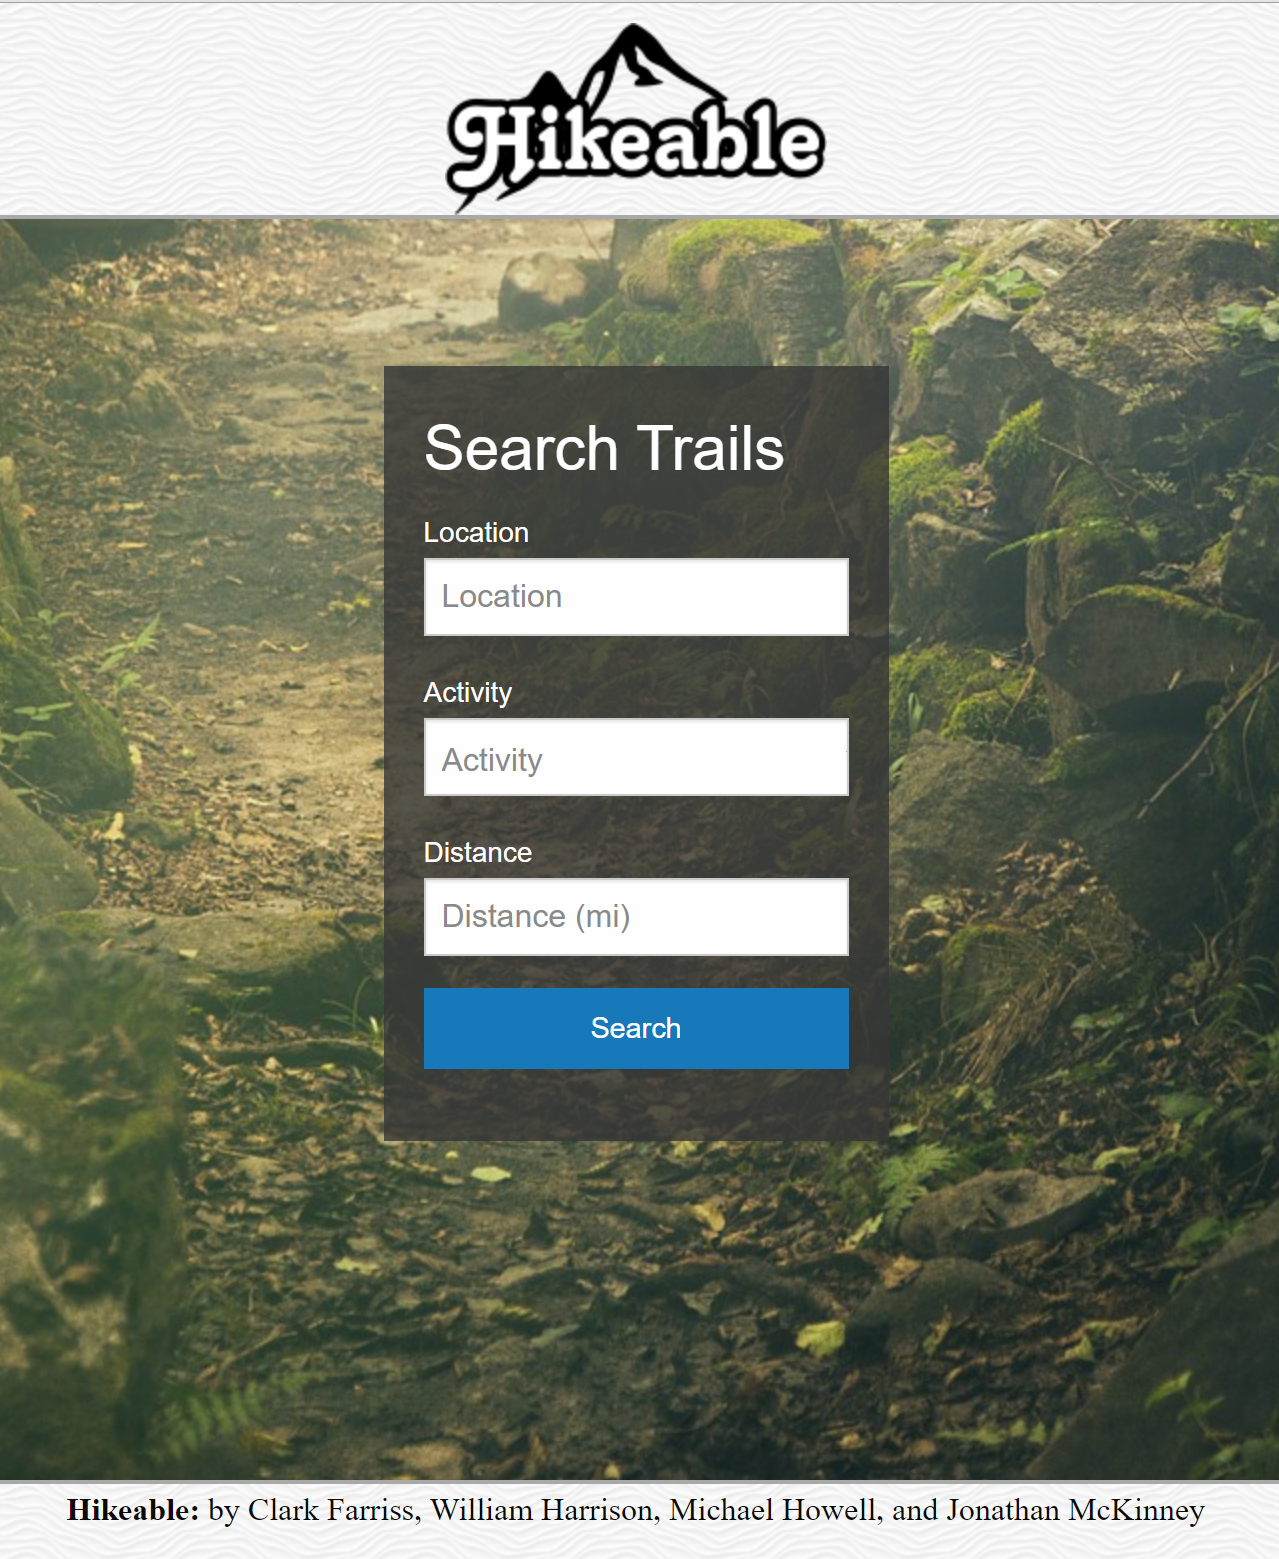 Hikeable
Search Trails
Location
Location
Activity
Activity
Distance
Distance (mi)
Search
Hikeable: by Clark Farriss, William Harrison, Michael Howell, and Jonathan McKinney